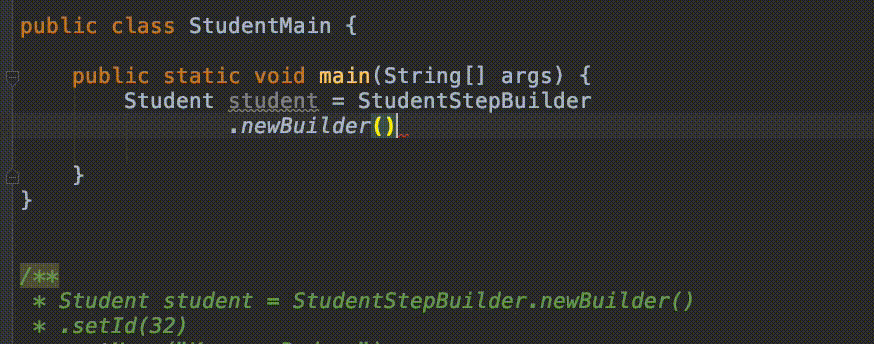 public class StudentMain {
public static void main(String[] args) {
Student student = StudentStepBuilder
.newBuilder()
}
}
/**
* Student student = StudentStepBuilder.newBuilder()
* .setId(32)